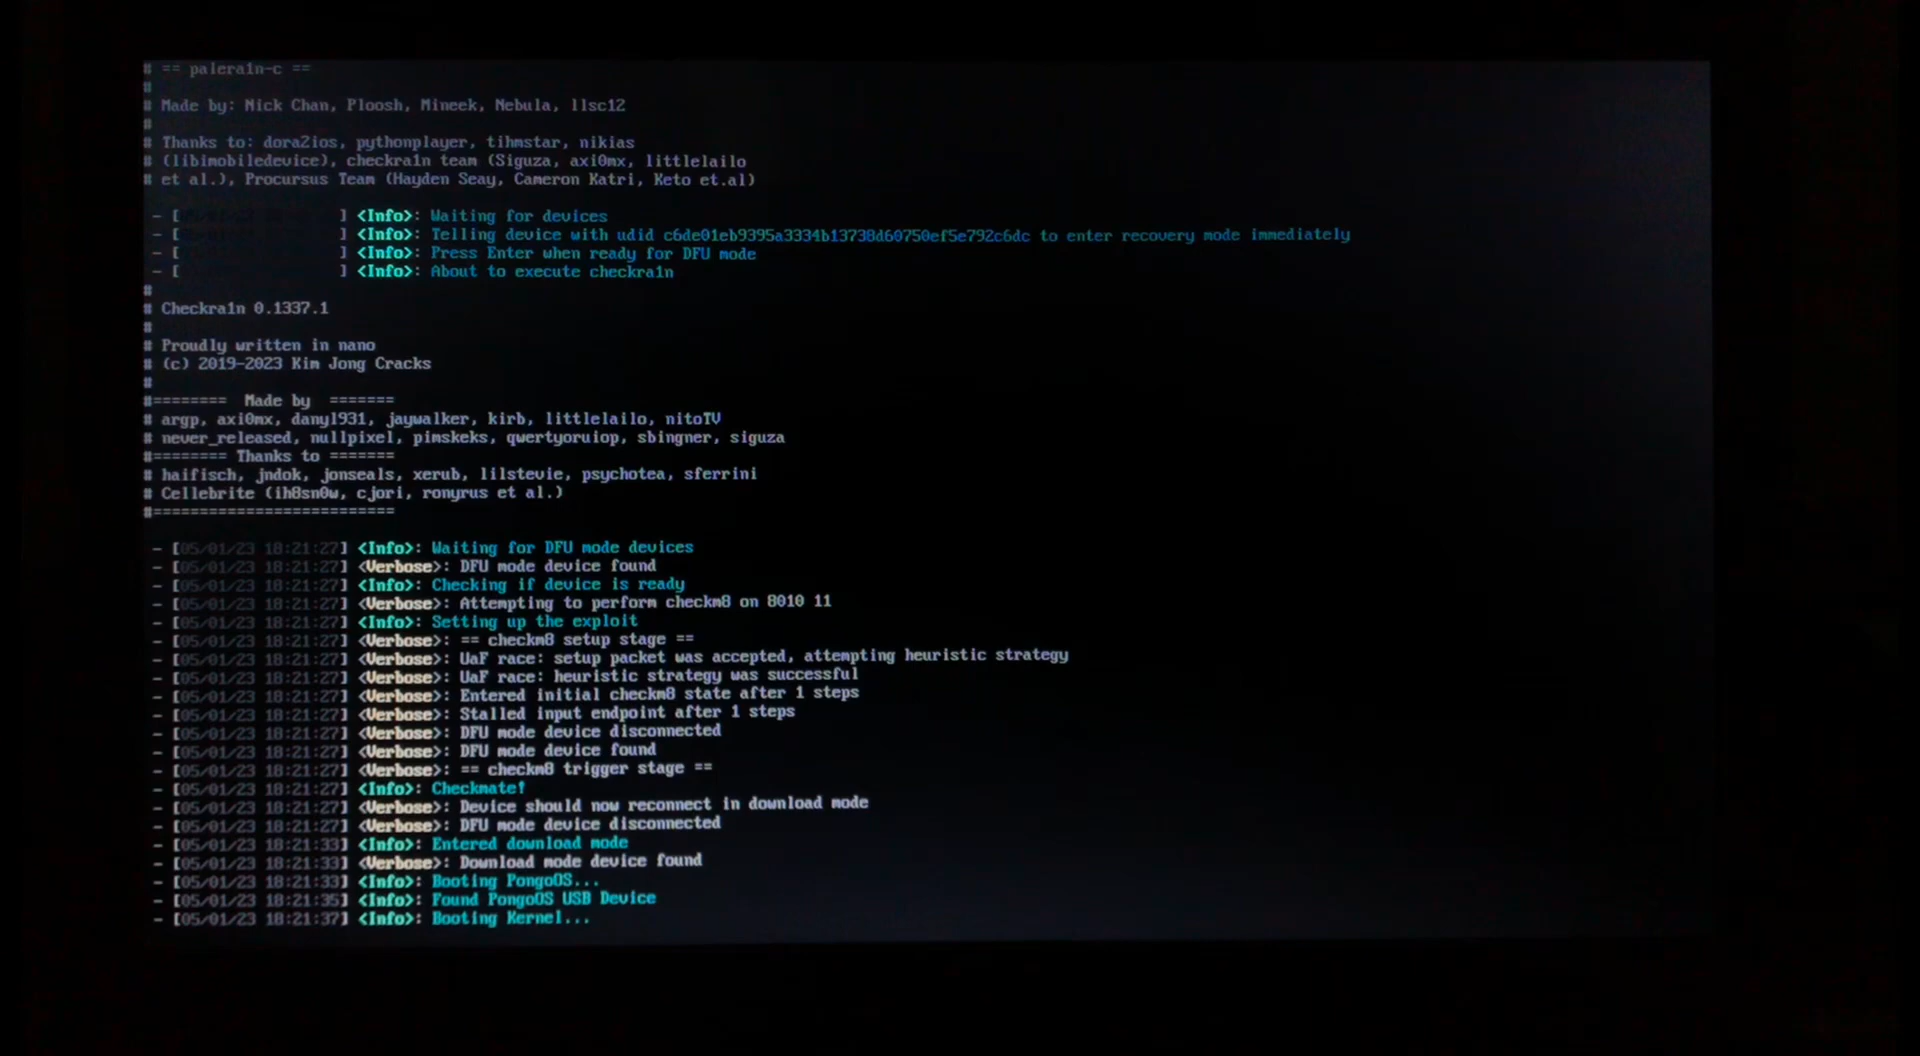 # == palera1n-c ==
#
# Made by: Nick Chan, Ploosh, Mineek, Nebula, llsc12
#
# Thanks to: dora2ios, pythonplayer, tihmstar, nikias
# (libimobiledevice), checkra1n team (Siguza, axi0mx, littlelailo
# et al.), Procursus Team (Hayden Seay, Cameron Katri, Keto et.al)
- [ ] <Info>: Waiting for devices
- [ ] <Info>: Telling device with udid c6de01eb9395a3334b13738d60750ef5e792c6dc to enter recovery mode immediately
- [ ] <Info>: Press Enter when ready for DFU mode
- [ ] <Info>: About to execute checkra1n
#
# Checkra1n 0.1337.1
#
# Proudly written in nano
# (c) 2019-2023 Kim Jong Cracks
#
#======== Made by =======
# argp, axi0mx, danyl931, jaywalker, kirb, littlelailo, nitoTV
# never_released, nullpixel, pimskeks, qwertyoruiop, sbingner, siguza
#======== Thanks to =======
# haifisch, jndok, jonseals, xerub, lilstevie, psychotea, sferrini
# Cellebrite (ih8sn0w, cjori, ronyrus et al.)
#==========================
- [05/01/23 18:21:27] <Info>: Waiting for DFU mode devices
- [05/01/23 18:21:27] <Verbose>: DFU mode device found
- [05/01/23 18:21:27] <Info>: Checking if device is ready
- [05/01/23 18:21:27] <Verbose>: Attempting to perform checkm8 on 8010 11
- [05/01/23 18:21:27] <Info>: Setting up the exploit
- [05/01/23 18:21:27] <Verbose>: == checkm8 setup stage ==
- [05/01/23 18:21:27] <Verbose>: UaF race: setup packet was accepted, attempting heuristic strategy
- [05/01/23 18:21:27] <Verbose>: UaF race: heuristic strategy was successful
- [05/01/23 18:21:27] <Verbose>: Entered initial checkm8 state after 1 steps
- [05/01/23 18:21:27] <Verbose>: Stalled input endpoint after 1 steps
- [05/01/23 18:21:27] <Verbose>: DFU mode device disconnected
- [05/01/23 18:21:27] <Verbose>: DFU mode device found
- [05/01/23 18:21:27] <Verbose>: == checkm8 trigger stage ==
- [05/01/23 18:21:27] <Info>: Checkmate!
- [05/01/23 18:21:27] <Verbose>: Device should now reconnect in download mode
- [05/01/23 18:21:27] <Verbose>: DFU mode device disconnected
- [05/01/23 18:21:33] <Info>: Entered download mode
- [05/01/23 18:21:33] <Verbose>: Download mode device found
- [05/01/23 18:21:33] <Info>: Booting PongoOS...
- [05/01/23 18:21:35] <Info>: Found PongoOS USB Device
- [05/01/23 18:21:37] <Info>: Booting Kernel...